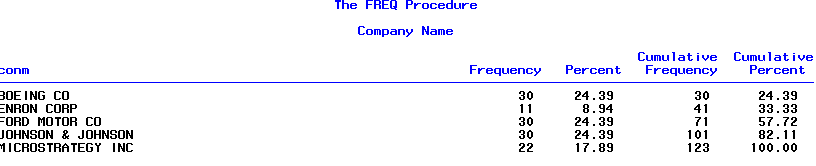 The FREQ Procedure
Company Name
Cumulative Cumulative
conm Frequency Percent Frequency Percent
BOEING CO 30 24.39 30 24.39
ENRON CORP 11 8.94 41 33.33
FORD MOTOR CO 30 24.39 71 57.72
JOHNSON & JOHNSON 30 24.39 101 82.11
MICROSTRATEGY INC 22 17.89 123 100.00